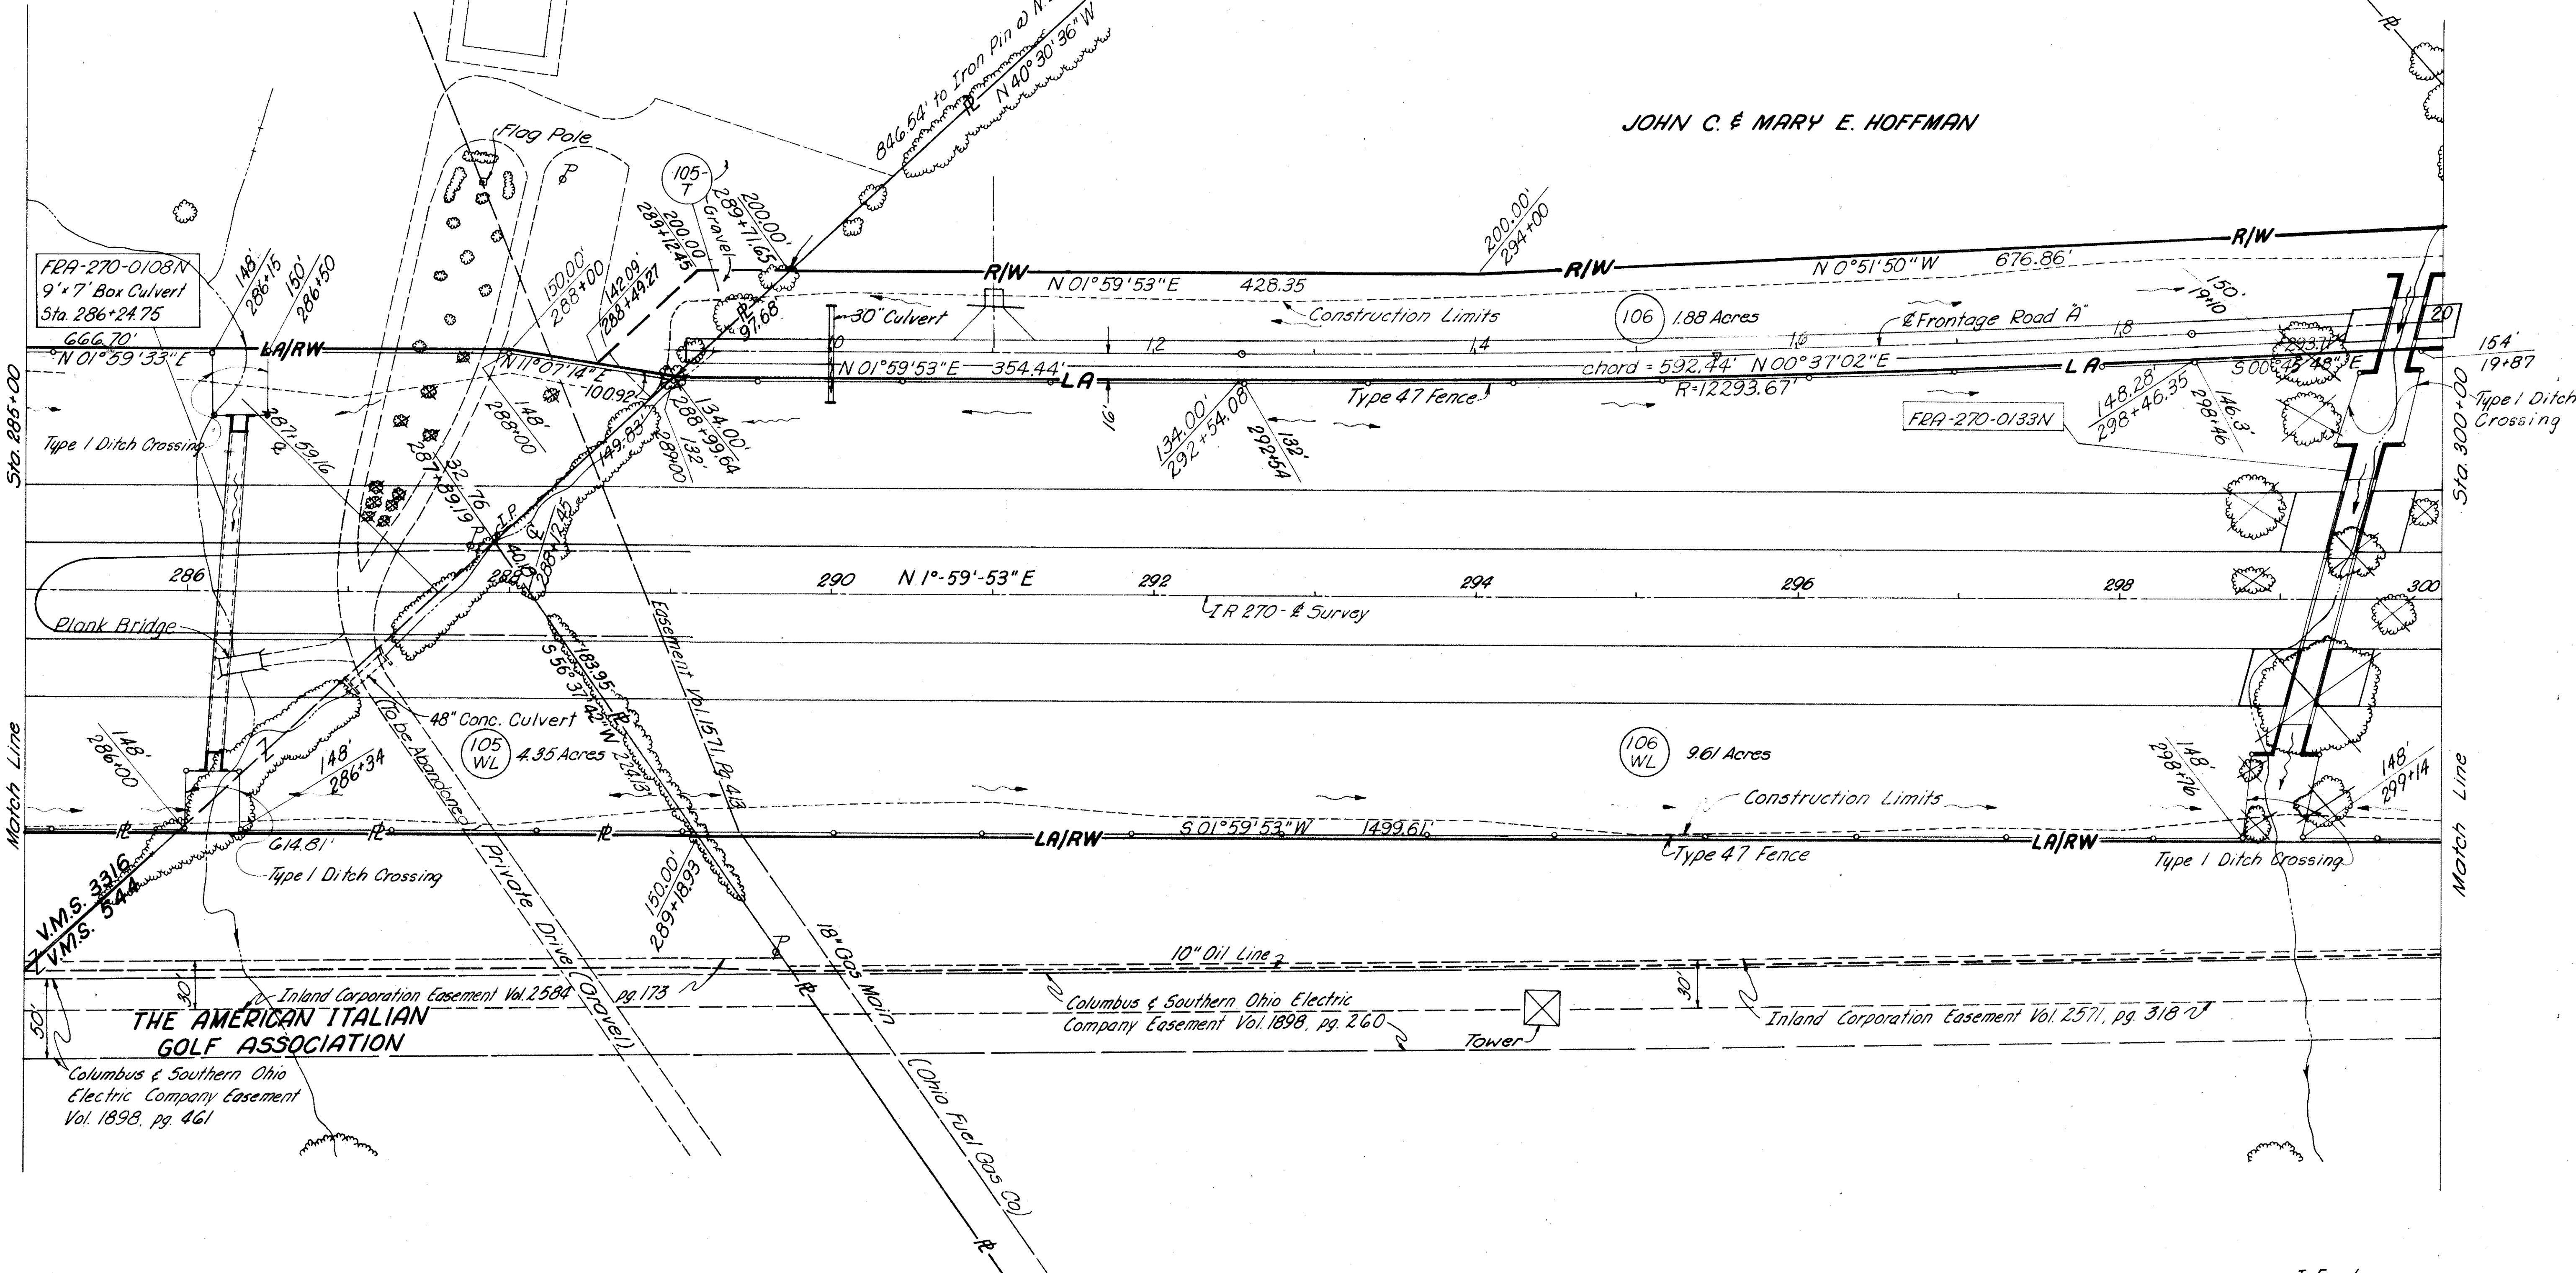 846.54' to Iron Pin @ N.
N 40° 30' 36" W
JOHN C. & MARY E. HOFFMAN
Flag Pole
105-
T
Gravel
200.00'
289+71.65
200.00'
289+12.45
142.09'
288+49.27
150.00'
288+00
200.00'
294+00
148'
286+15
150'
286+50
FRA-270-0108N
9' x 7' Box Culvert
Sta. 286+24.75
R/W
N 01° 59' 53" E 428.35
R/W
N 0° 51' 50" W 676.86'
R/W
150'
19+10
97.68'
30" Culvert
Construction Limits
106
1.88 Acres
℄ Frontage Road "A"
20
12
14
16
18
666.70'
N 01° 59' 33" E
LA/RW
N 11° 07' 14" E
100.92'
N 01° 59' 53" E 354.44'
LA
chord = 592.44' N 00° 37' 02" E
R=12293.67'
LA
293.71'
S 00° 45' 48" E
154'
19+87
Type 47 Fence
16'
FRA-270-0133N
148.28'
298+46.35
146.3'
298+46
Type 1 Ditch
Crossing
Sta. 285+00
Type 1 Ditch Crossing
287+59.16
℄
148'
288+00
134.00'
288+99.64
132'
289+00
149.83'
134.00'
292+54.08
132'
292+54
32.76
287+89.19
I.P.
40.19
℄
288+12.45
Sta. 300+00
286
288
290
N 1°-59'-53" E
292
294
296
298
300
IR 270 - ℄ Survey
Plank Bridge
183.95
S 56° 37' 42" W
224.13'
Easement Vol. 1571, Pg. 413
48" Conc. Culvert
105
WL
4.35 Acres
106
WL
9.61 Acres
To be Abandoned
148'
286+00
148'
286+34
148'
298+76
148'
299+14
Construction Limits
Match Line
Match Line
614.81'
LA/RW
S 01° 59' 53" W 1499.61'
LA/RW
Type 47 Fence
Type 1 Ditch Crossing
Type 1 Ditch Crossing
V.M.S. 3316
V.M.S. 544
150.00'
289+18.93
Private Drive (Gravel)
18" Gas Main
(Ohio Fuel Gas Co)
10" Oil Line
30'
50'
30'
Inland Corporation Easement Vol. 2584 pg. 173
Columbus & Southern Ohio Electric
Company Easement Vol. 1898, pg. 260
Tower
Inland Corporation Easement Vol. 2571, pg. 318
THE AMERICAN ITALIAN
GOLF ASSOCIATION
Columbus & Southern Ohio
Electric Company Easement
Vol. 1898, pg. 461